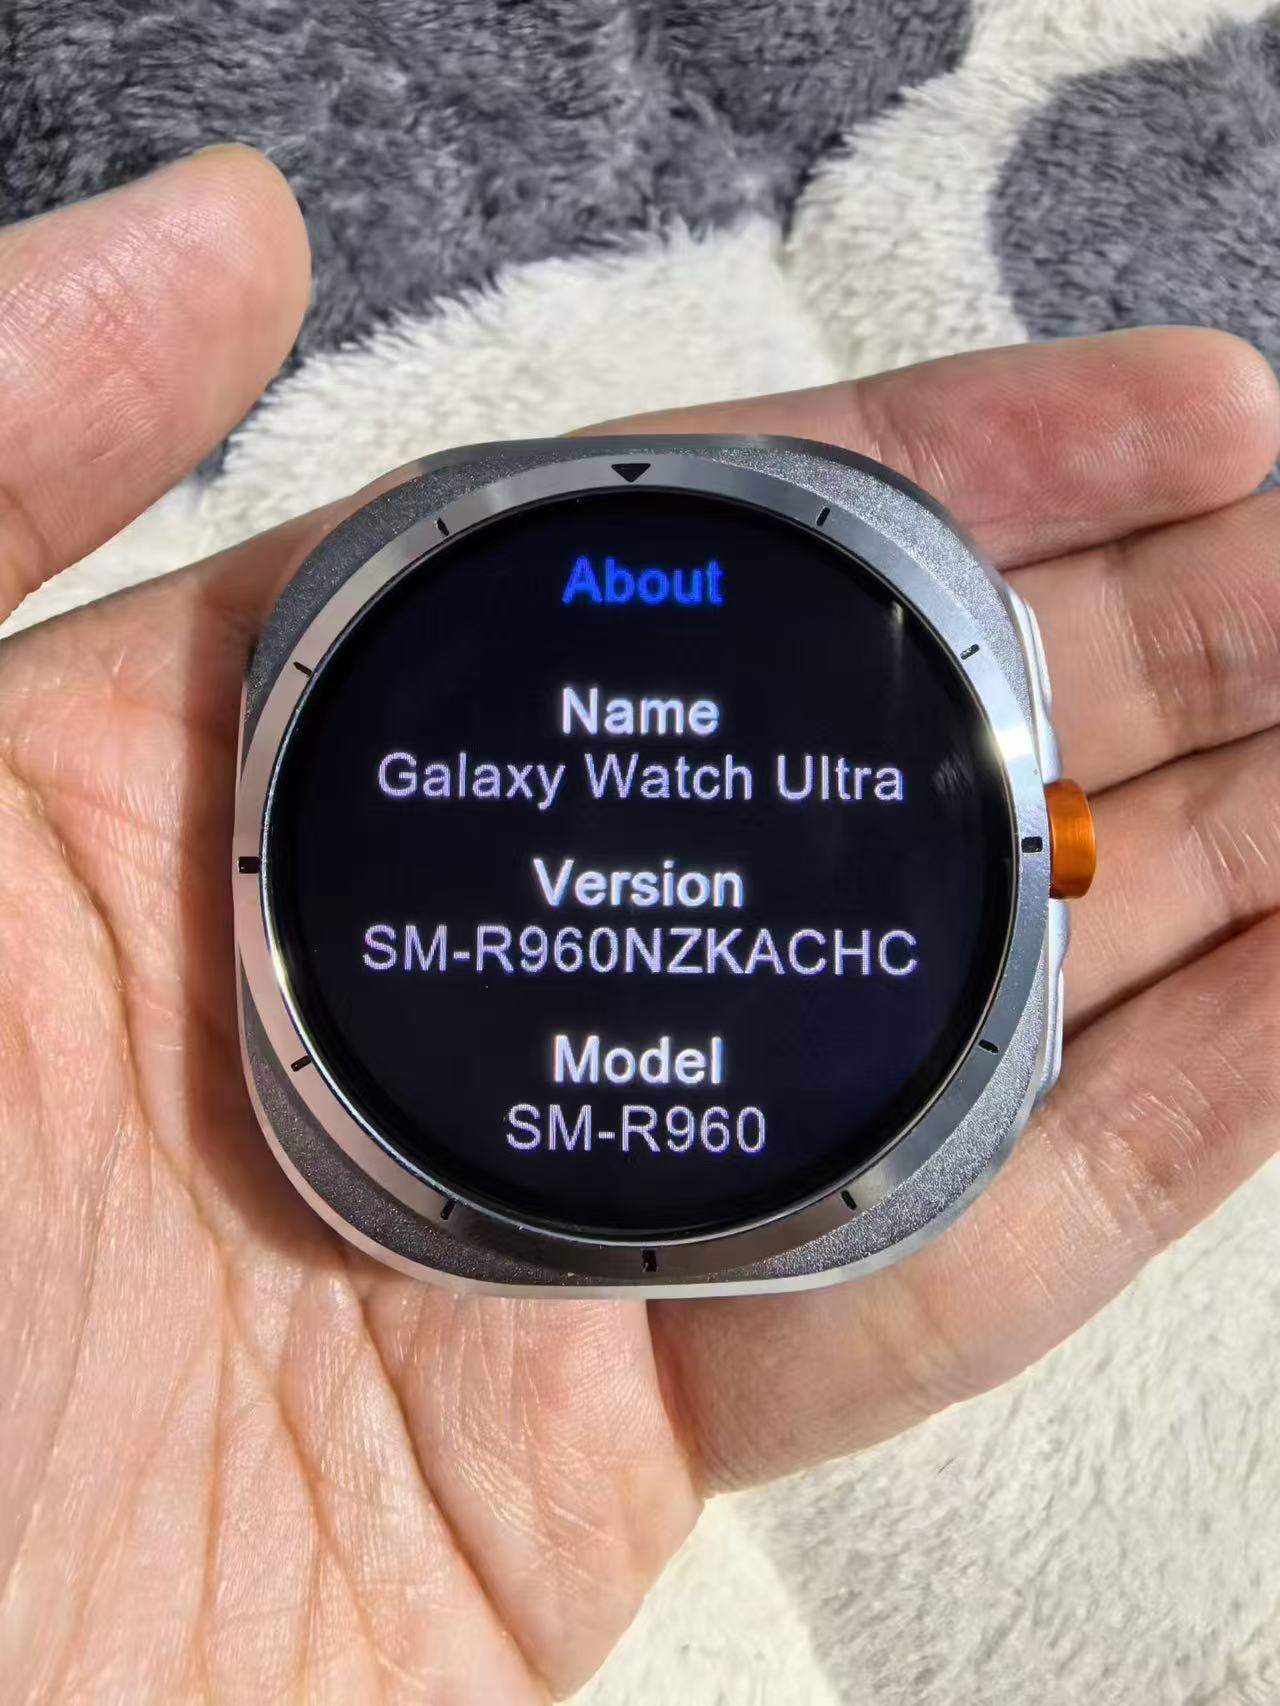 About
Name
Galaxy Watch Ultra
Version
SM-R960NZKACHC
Model
SM-R960